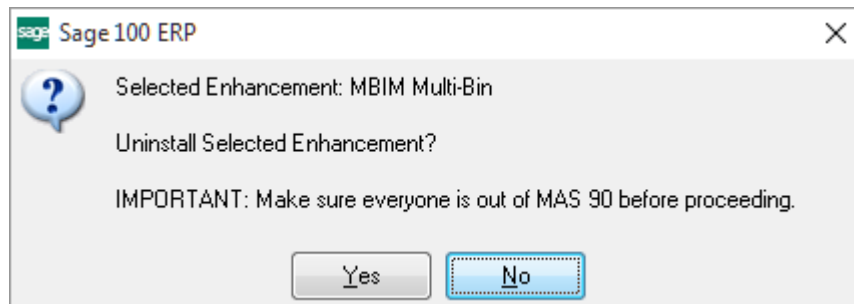 sage Sage 100 ERP
Selected Enhancement: MBIM Multi-Bin
Uninstall Selected Enhancement?
IMPORTANT: Make sure everyone is out of MAS 90 before proceeding.
Yes No